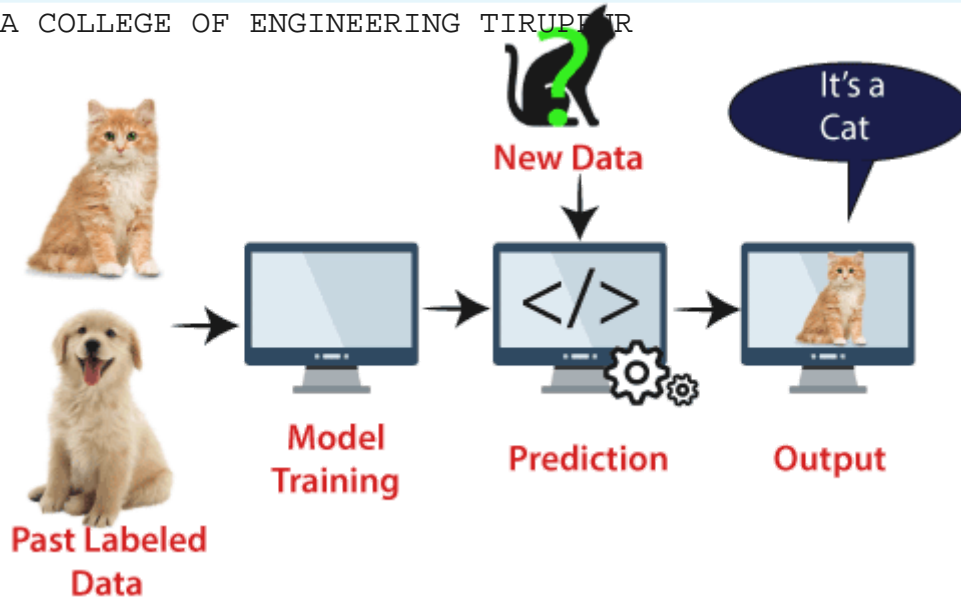 A COLLEGE OF ENGINEERING
New Data
It's a
Cat
</>
Model
Training
Prediction
Output
Past Labeled
Data